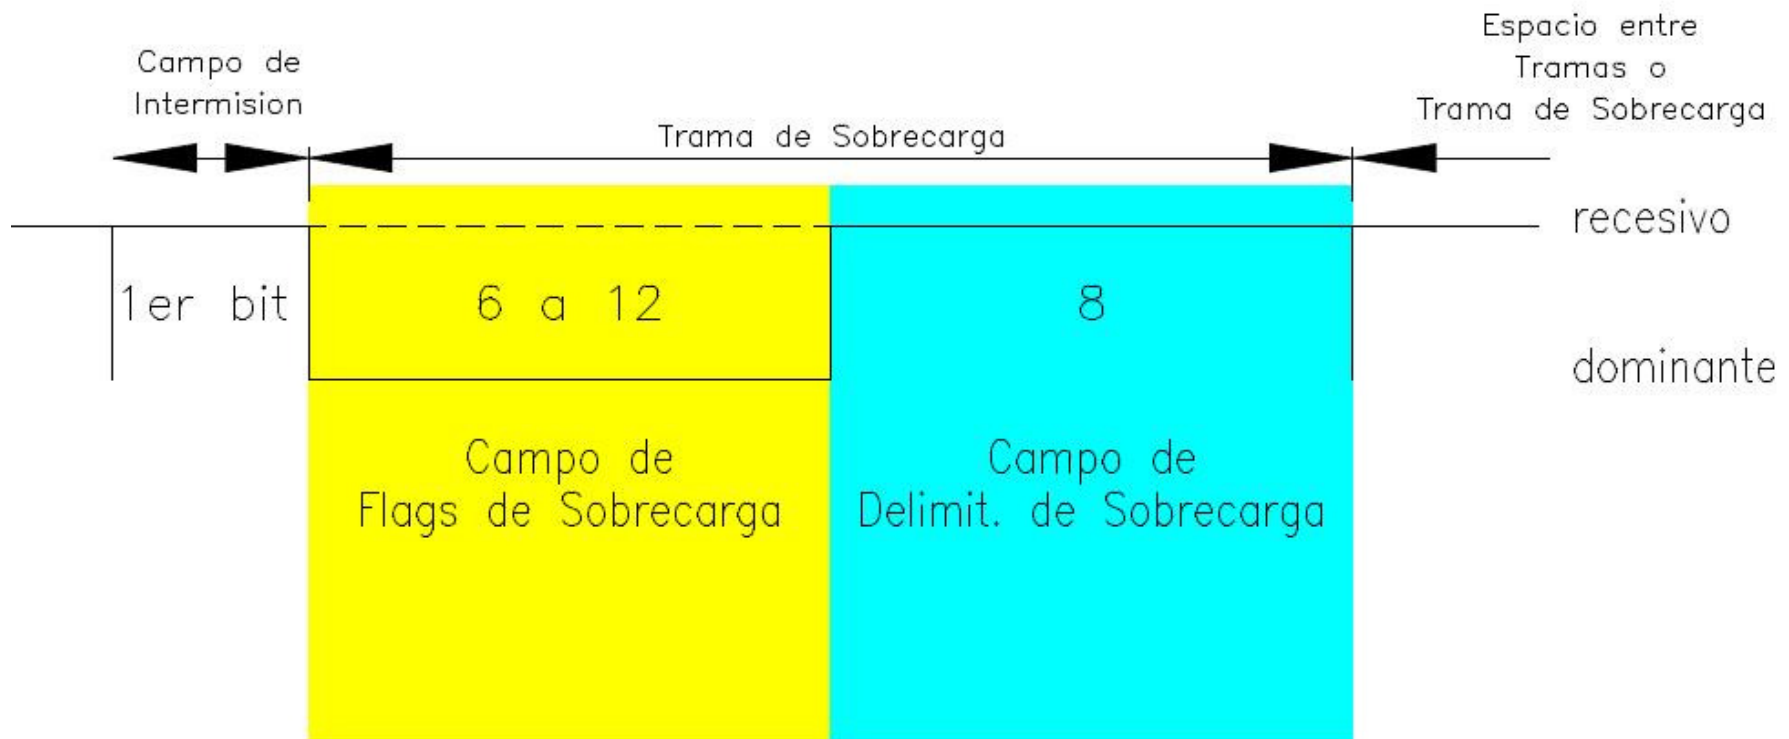 Campo de
Intermision
Trama de Sobrecarga
Espacio entre
Tramas o
Trama de Sobrecarga
recesivo
1er bit
6 a 12
8
dominante
Campo de
Flags de Sobrecarga
Campo de
Delimit. de Sobrecarga